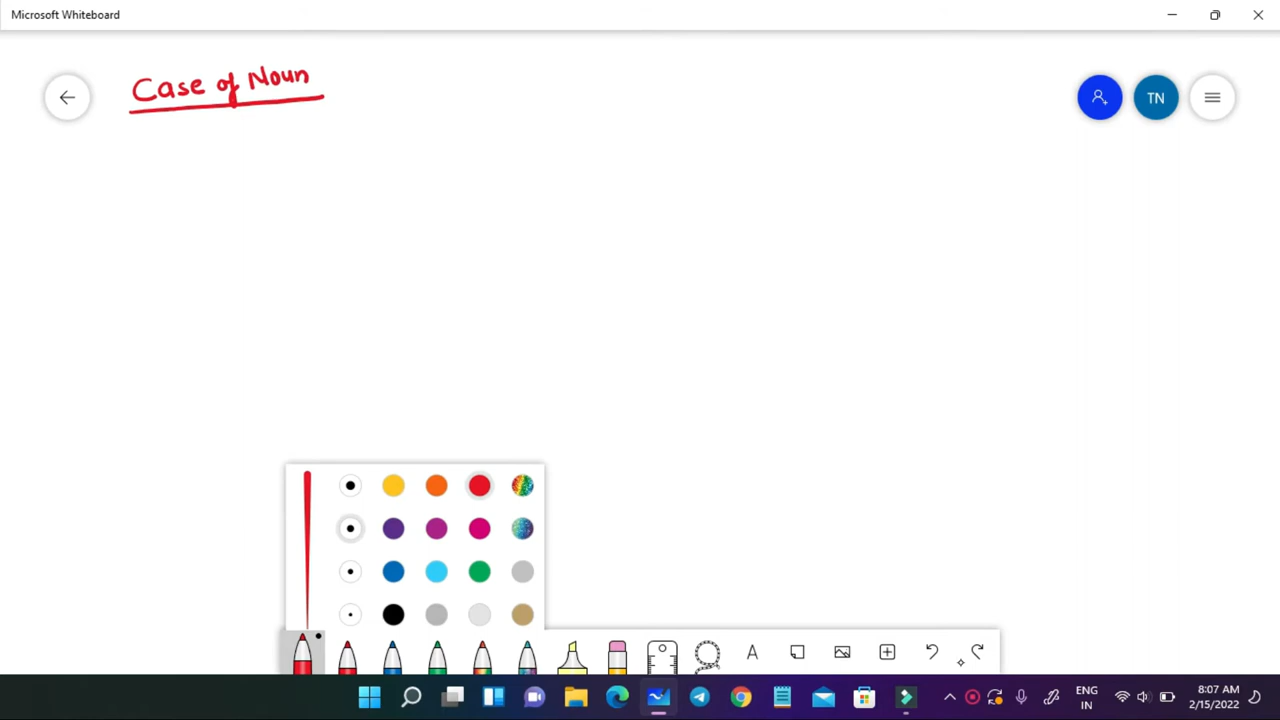 Microsoft Whiteboard
Case of Noun
TN
A
ENG
IN
8:07 AM
2/15/2022